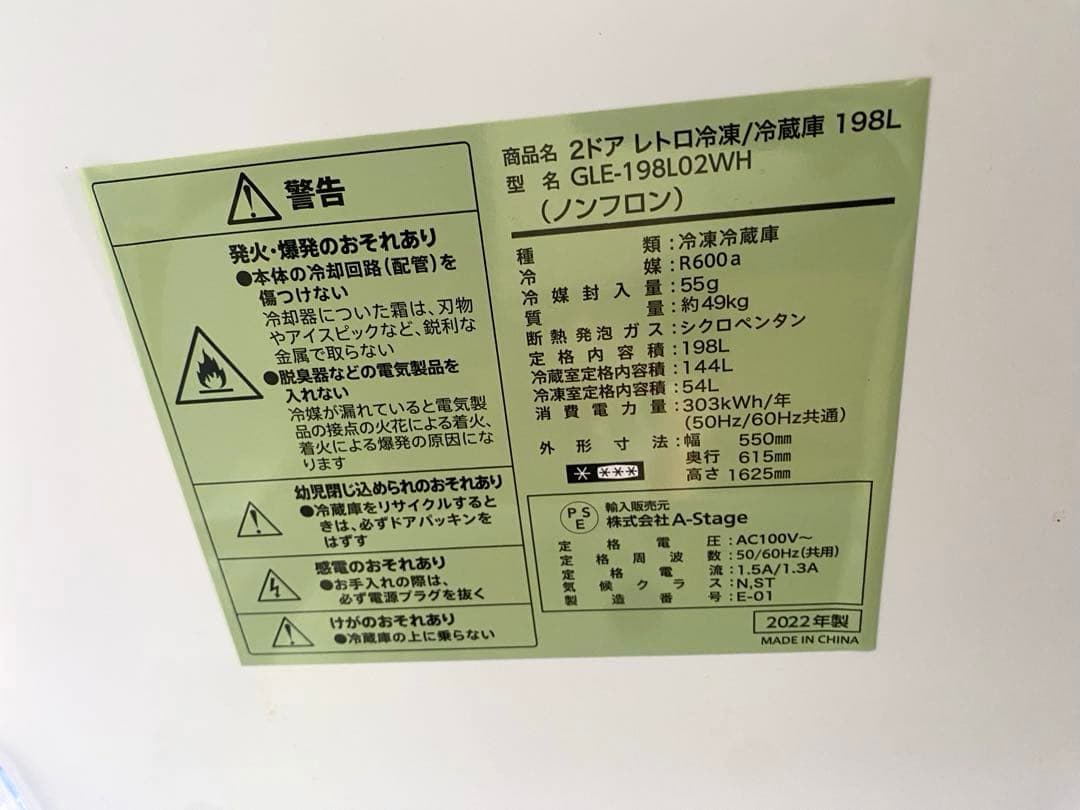 警告
発火・爆発のおそれあり
●本体の冷却回路(配管)を
傷つけない
冷却器についた霜は、刃物
やアイスピックなど、鋭利な
金属で取らない
●脱臭器などの電気製品を
入れない
冷媒が漏れていると電気製
品の接点の火花による着火、
着火による爆発の原因にな
ります
幼児閉じ込められのおそれあり
●冷蔵庫をリサイクルすると
きは、必ずドアパッキンを
はずす
感電のおそれあり
●お手入れの際は、
必ず電源プラグを抜く
けがのおそれあり
●冷蔵庫の上に乗らない
商品名 2ドア レトロ冷凍/冷蔵庫 198L
型名 GLE-198L02WH
(ノンフロン)
種類:冷凍冷蔵庫
冷媒:R600a
冷媒封入量:55g
質量:約49kg
断熱発泡ガス:シクロペンタン
定格内容積:198L
冷蔵室定格内容積:144L
冷凍室定格内容積:54L
消費電力量:303kWh/年
(50Hz/60Hz共通)
外形寸法:幅 550mm
奥行 615mm
高さ 1625mm
PSE 輸入販売元
株式会社A-Stage
定格電圧:AC100V～
定格周波数:50/60Hz(共用)
定格電流:1.5A/1.3A
気候クラス:N,ST
製造番号:E-01
2022年製
MADE IN CHINA